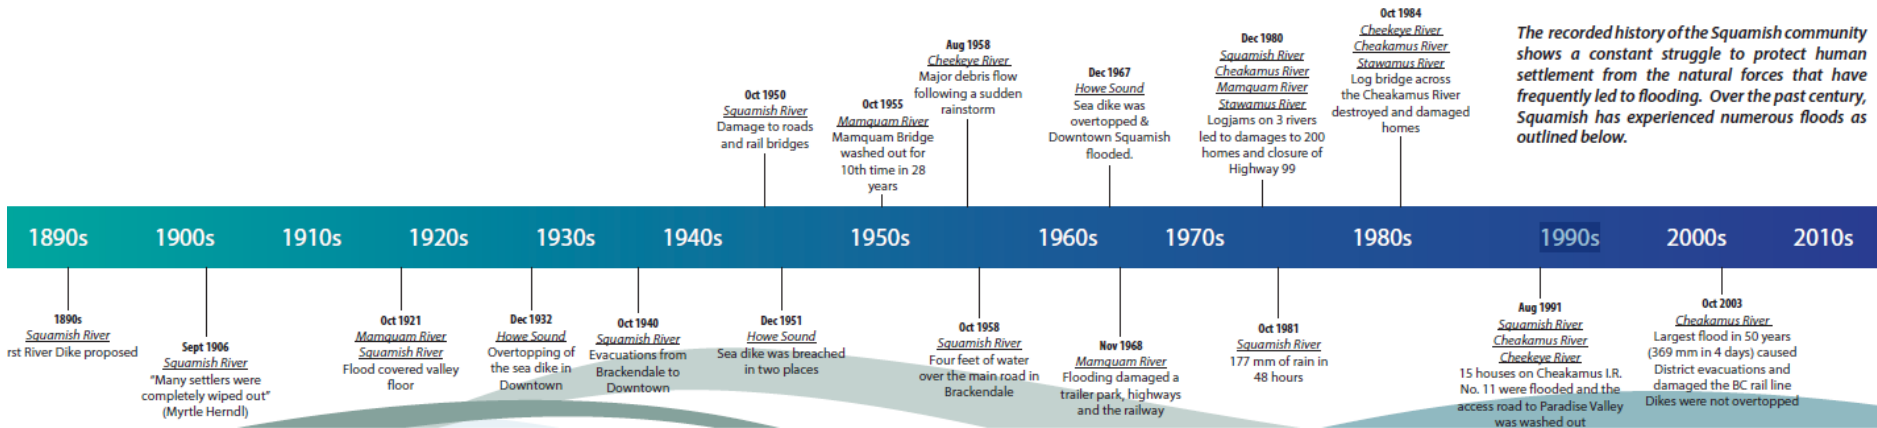 The recorded history of the Squamish community
shows a constant struggle to protect human
settlement from the natural forces that have
frequently led to flooding. Over the past century,
Squamish has experienced numerous floods as
outlined below.
Oct 1950
Squamish River
Damage to roads
and rail bridges
Oct 1955
Mamquam River
Mamquam Bridge
washed out for
10th time in 28
years
Aug 1958
Cheekeye River
Major debris flow
following a sudden
rainstorm
Dec 1967
Howe Sound
Sea dike was
overtopped &
Downtown Squamish
flooded.
Dec 1980
Squamish River
Cheakamus River
Mamquam River
Stawamus River
Logjams on 3 rivers
led to damages to 200
homes and closure of
Highway 99
Oct 1984
Cheekeye River
Cheakamus River
Stawamus River
Log bridge across
the Cheakamus River
destroyed and damaged
homes
1890s 1900s 1910s 1920s 1930s 1940s 1950s 1960s 1970s 1980s 1990s 2000s 2010s
1890s
Squamish River
rst River Dike proposed
Sept 1906
Squamish River
"Many settlers were
completely wiped out"
(Myrtle Herndl)
Oct 1921
Mamquam River
Squamish River
Flood covered valley
floor
Dec 1932
Howe Sound
Overtopping of
the sea dike in
Downtown
Oct 1940
Squamish River
Evacuations from
Brackendale to
Downtown
Dec 1951
Howe Sound
Sea dike was breached
in two places
Oct 1958
Squamish River
Four feet of water
over the main road in
Brackendale
Nov 1968
Mamquam River
Flooding damaged a
trailer park, highways
and the railway
Oct 1981
Squamish River
177 mm of rain in
48 hours
Aug 1991
Squamish River
Cheakamus River
Cheekeye River
15 houses on Cheakamus I.R.
No. 11 were flooded and the
access road to Paradise Valley
was washed out
Oct 2003
Cheakamus River
Largest flood in 50 years
(369 mm in 4 days) caused
District evacuations and
damaged the BC rail line
Dikes were not overtopped